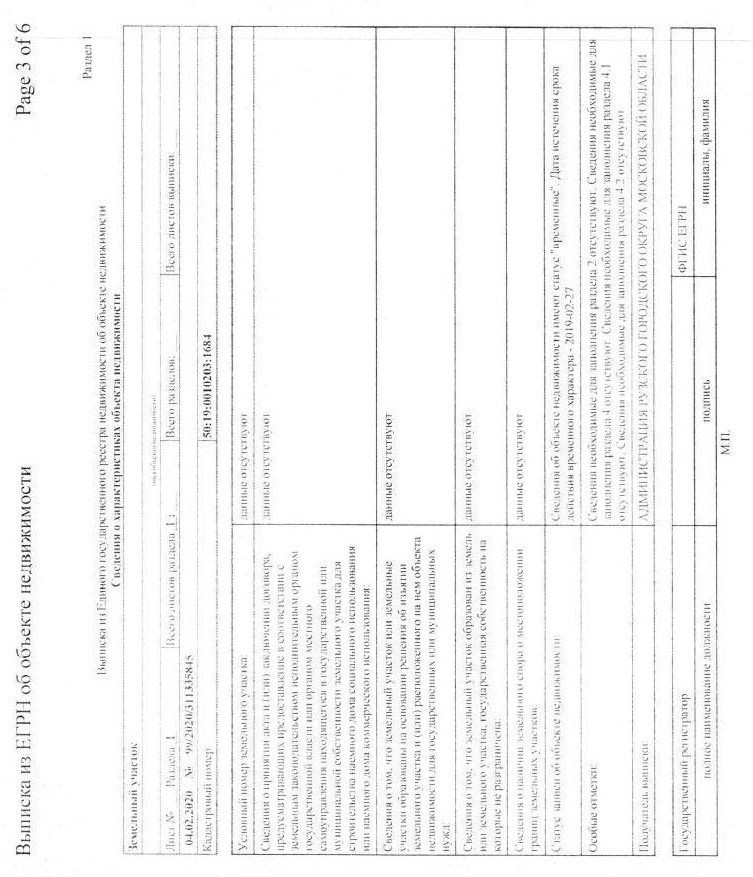 Выписка из ЕГРН об объекте недвижимости
Page 3 of 6
Раздел 1
Выписка из Единого государственного реестра недвижимости об объекте недвижимости
Сведения о характеристиках объекта недвижимости
Земельный участок
вид объекта недвижимости
Лист № Раздела 1
Всего листов раздела 1 :
Всего разделов:
Всего листов выписки
04.02.2020 № 99/2020/311335845
Кадастровый номер:
50:19:0010203:1684
Условный номер земельного участка:
данные отсутствуют
Сведения о принятии акта и (или) заключении договора,
предусматривающих предоставление в соответствии с
земельным законодательством исполнительным органом
государственной власти или органом местного
самоуправления находящегося в государственной или
муниципальной собственности земельного участка для
строительства наемного дома социального использования
или наемного дома коммерческого использования:
данные отсутствуют
Сведения о том, что земельный участок или земельные
участки образованы на основании решения об изъятии
земельного участка и (или) расположенного на нем объекта
недвижимости для государственных или муниципальных
нужд:
данные отсутствуют
Сведения о том, что земельный участок образован из земель
или земельного участка, государственная собственность на
которые не разграничена:
данные отсутствуют
Сведения о наличии земельного спора о местоположении
границ земельных участков:
данные отсутствуют
Статус записи об объекте недвижимости:
Сведения об объекте недвижимости имеют статус "временные". Дата истечения срока
действия временного характера - 2019-02-27
Особые отметки:
Сведения необходимые для заполнения раздела 2 отсутствуют. Сведения необходимые для
заполнения раздела 4 отсутствуют. Сведения необходимые для заполнения раздела 4.1
отсутствуют. Сведения необходимые для заполнения раздела 4.2 отсутствуют.
Получатель выписки:
АДМИНИСТРАЦИЯ РУЗСКОГО ГОРОДСКОГО ОКРУГА МОСКОВСКОЙ ОБЛАСТИ
Государственный регистратор
ФГИС ЕГРН
полное наименование должности
подпись
инициалы, фамилия
М.П.